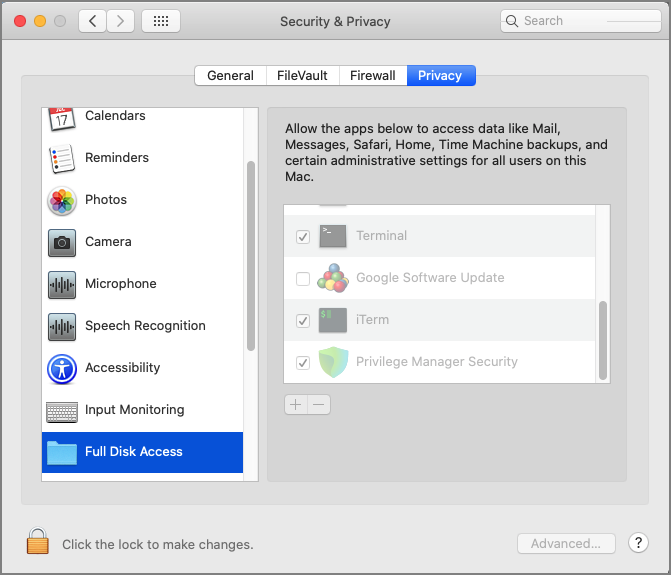 Security & Privacy
Search
General
FileVault
Firewall
Privacy
17
Calendars
Reminders
Photos
Camera
Microphone
Speech Recognition
Accessibility
Input Monitoring
Full Disk Access
Allow the apps below to access data like Mail,
Messages, Safari, Home, Time Machine backups, and
certain administrative settings for all users on this
Mac.
>_ Terminal
Google Software Update
$ iTerm
Privilege Manager Security
+ −
Click the lock to make changes.
Advanced...
?